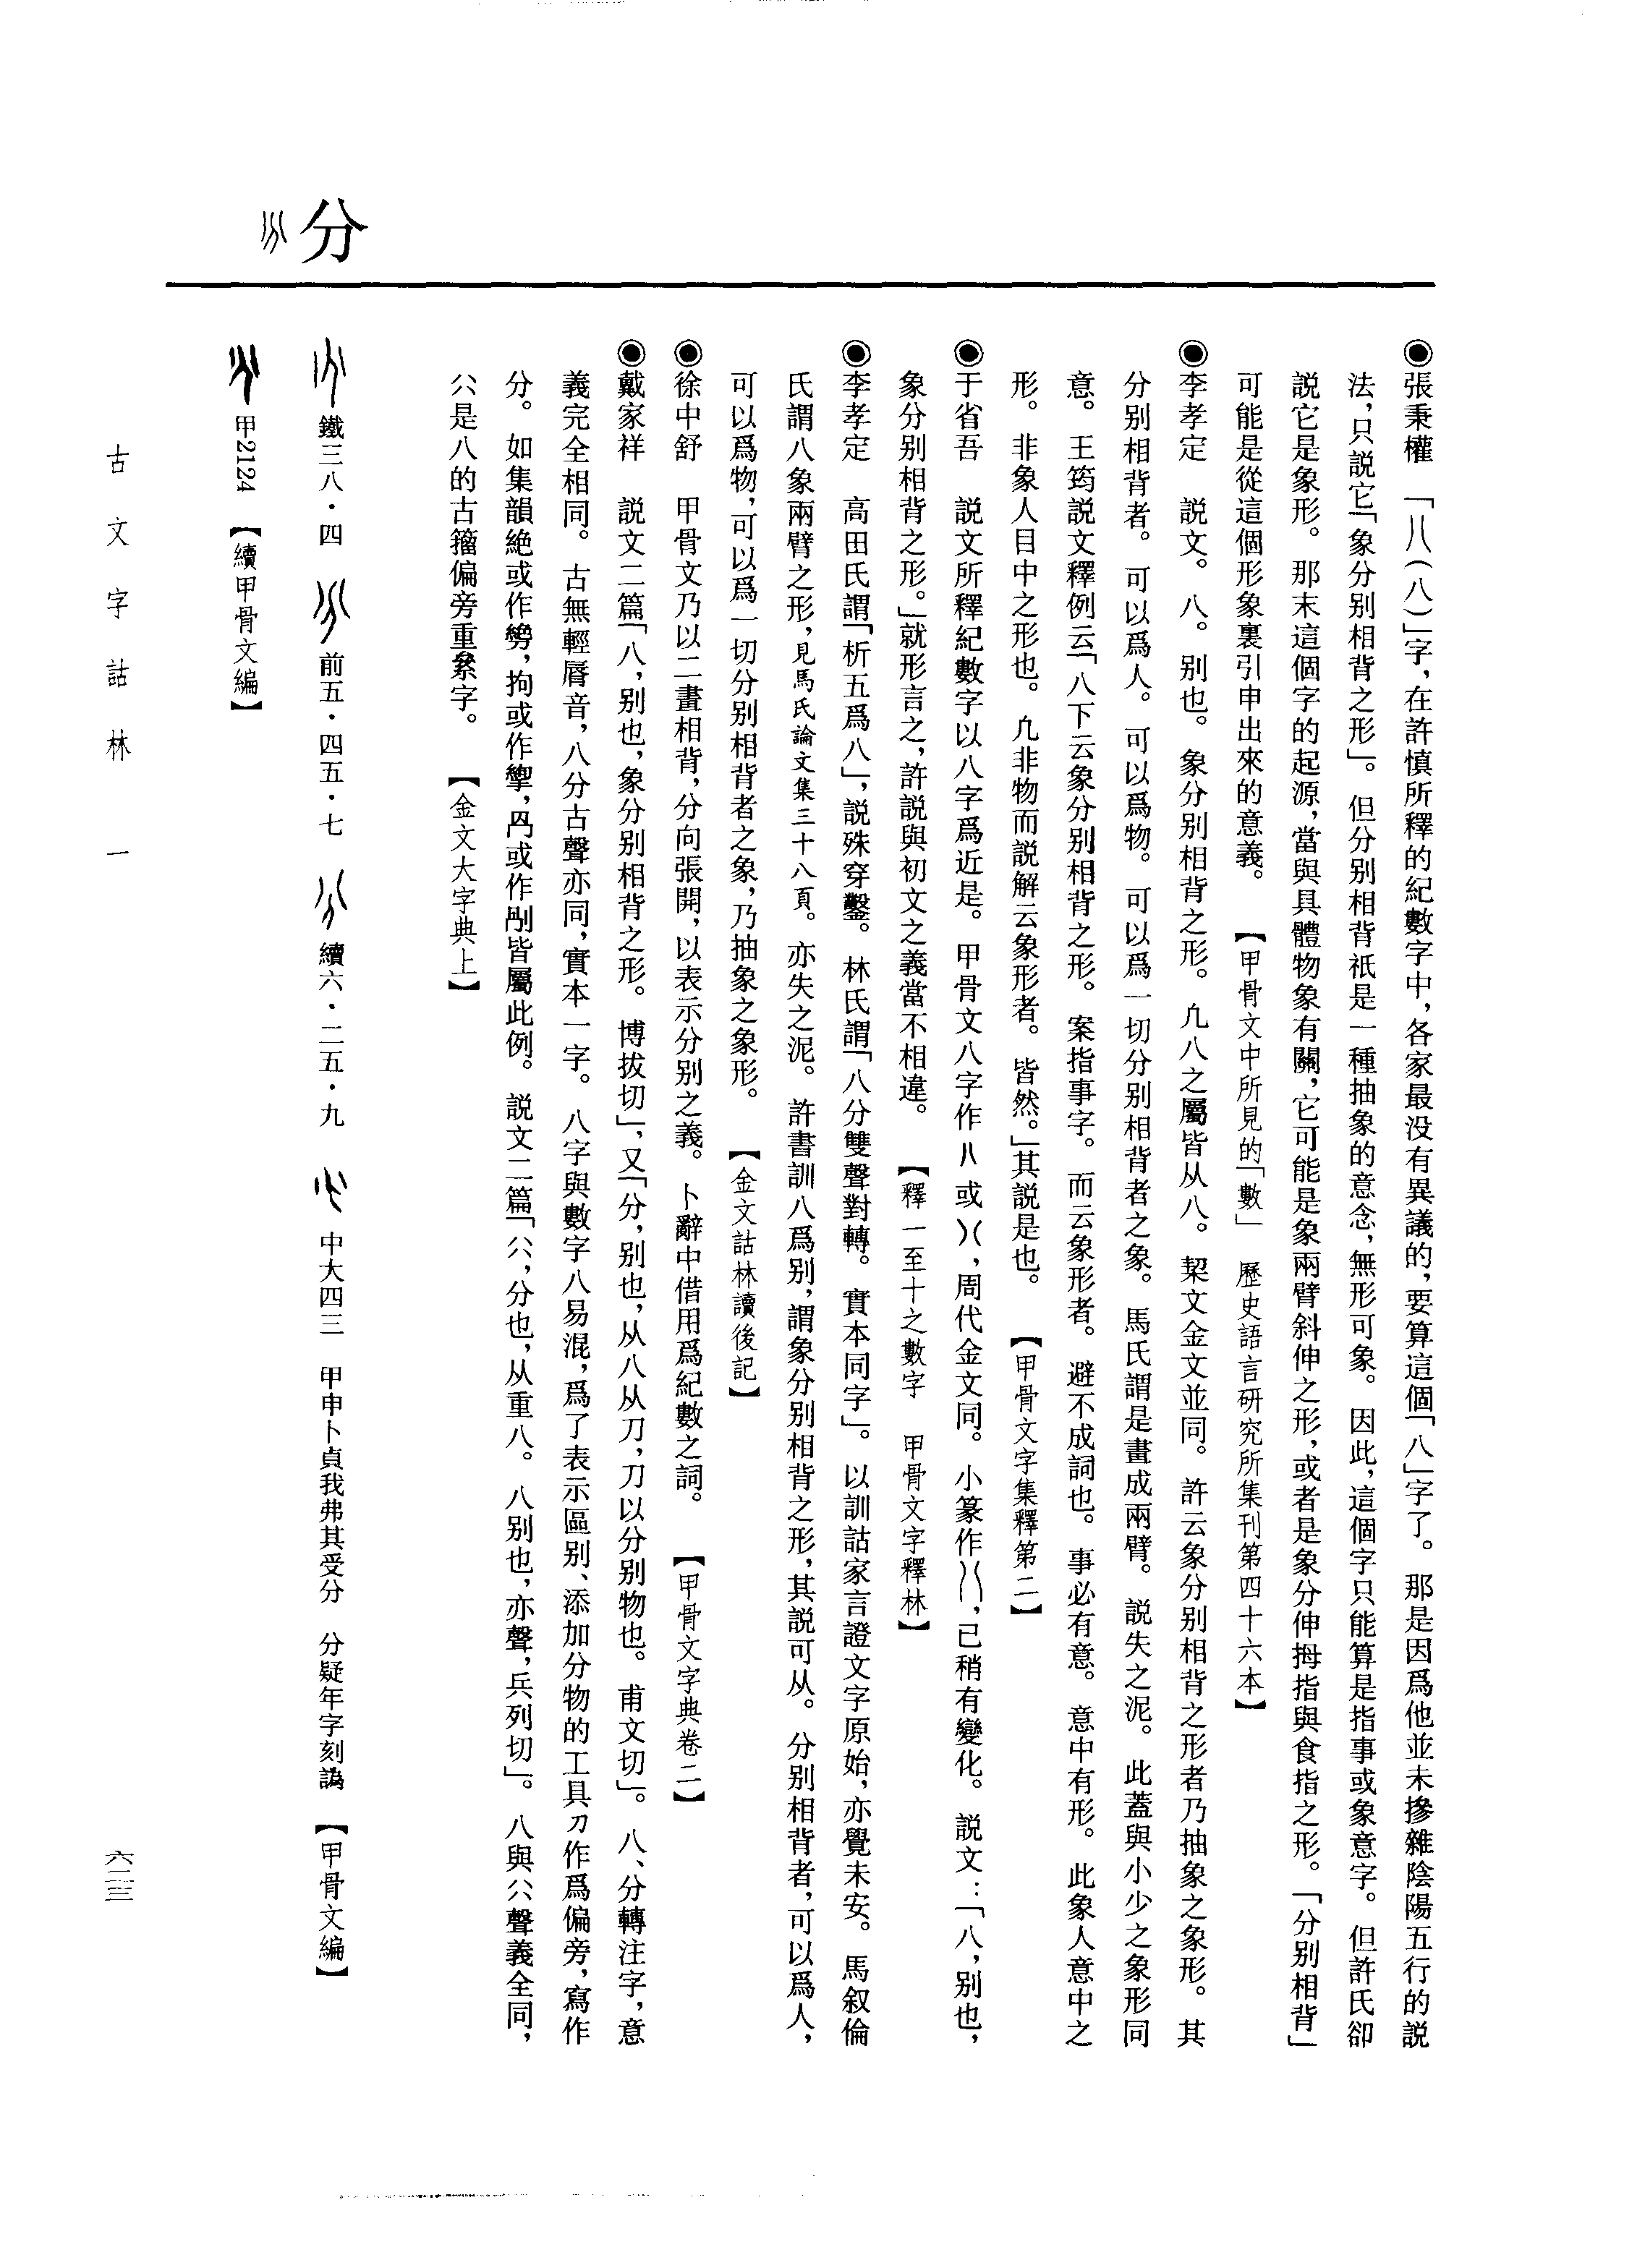 分
◉張秉權　「八（八）」字，在許慎所釋的紀數字中，各家最没有異議的，要算這個「八」字了。那是因爲他並未摻雜陰陽五行的説
法，只説它「象分别相背之形」。但分别相背祇是一種抽象的意念，無形可象。因此，這個字只能算是指事或象意字。但許氏卻
説它是象形。那末這個字的起源，當與具體物象有關，它可能是象兩臂斜伸之形，或者是象分伸拇指與食指之形。「分别相背」
可能是從這個形象裏引申出來的意義。　【甲骨文中所見的「數」　歷史語言研究所集刊第四十六本】
◉李孝定　説文。八。别也。象分别相背之形。凢八之屬皆从八。栔文金文並同。許云象分别相背之形者乃抽象之象形。其
分别相背者。可以爲人。可以爲物。可以爲一切分别相背者之象。馬氏謂是畫成兩臂。説失之泥。此蓋與小少之象形同
意。王筠説文釋例云「八下云象分别相背之形。案指事字。而云象形者。避不成詞也。事必有意。意中有形。此象人意中之
形。非象人目中之形也。凢非物而説解云象形者。皆然。」其説是也。　【甲骨文字集釋第二】
◉于省吾　説文所釋紀數字以八字爲近是。甲骨文八字作八或，周代金文同。小篆作，已稍有變化。説文：「八，别也，
象分别相背之形。」就形言之，許説與初文之義當不相違。　【釋一至十之數字　甲骨文字釋林】
◉李孝定　高田氏謂「析五爲八」，説殊穿鑿。林氏謂「八分雙聲對轉。實本同字」。以訓詁家言證文字原始，亦覺未安。馬叙倫
氏謂八象兩臂之形，見馬氏論文集三十八頁。亦失之泥。許書訓八爲别，謂象分别相背之形，其説可从。分别相背者，可以爲人，
可以爲物，可以爲一切分别相背者之象，乃抽象之象形。　【金文詁林讀後記】
◉徐中舒　甲骨文乃以二畫相背，分向張開，以表示分别之義。卜辭中借用爲紀數之詞。　【甲骨文字典卷二】
◉戴家祥　説文二篇「八，别也，象分别相背之形。博拔切」，又「分，别也，从八从刀，刀以分别物也。甫文切」。八、分轉注字，意
義完全相同。古無輕脣音，八分古聲亦同，實本一字。八字與數字八易混，爲了表示區别、添加分物的工具刀作爲偏旁，寫作
分。如集韻絶或作，拘或作，冎或作剐皆屬此例。説文二篇「㕣，分也，从重八。八别也，亦聲，兵列切」。八與聲義全同，
是八的古籀偏旁重絫字。　【金文大字典上】
鐵三八・四　前五・四五・七　續六・二五・九　中大四三　甲申卜貞我弗其受分　分疑年字刻譌　【甲骨文編】
甲2124　【續甲骨文編】
古文字詁林　一
六二三